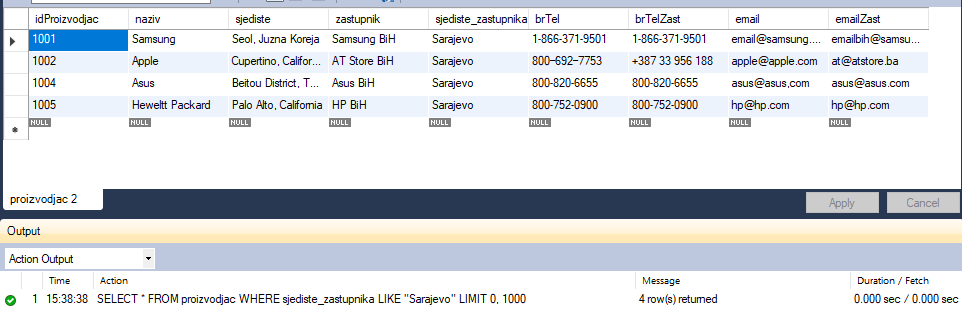 idProizvodjac naziv sjediste zastupnik sjediste_zastupnika brTel brTelZast email emailZast
1001 Samsung Seol, Juzna Koreja Samsung BiH Sarajevo 1-866-371-9501 1-866-371-9501 email@samsung.... emailbih@samsu...
1002 Apple Cupertino, Califor... AT Store BiH Sarajevo 800-692-7753 +387 33 956 188 apple@apple.com at@atstore.ba
1004 Asus Beitou District, T... Asus BiH Sarajevo 800-820-6655 800-820-6655 asus@asus,com asus@asus.com
1005 Heweltt Packard Palo Alto, California HP BiH Sarajevo 800-752-0900 800-752-0900 hp@hp.com hp@hp.com
NULL NULL NULL NULL NULL NULL NULL NULL NULL
proizvodjac 2
Apply Cancel
Output
Action Output
Time Action Message Duration / Fetch
1 15:38:38 SELECT * FROM proizvodjac WHERE sjediste_zastupnika LIKE "Sarajevo" LIMIT 0, 1000 4 row(s) returned 0.000 sec / 0.000 sec